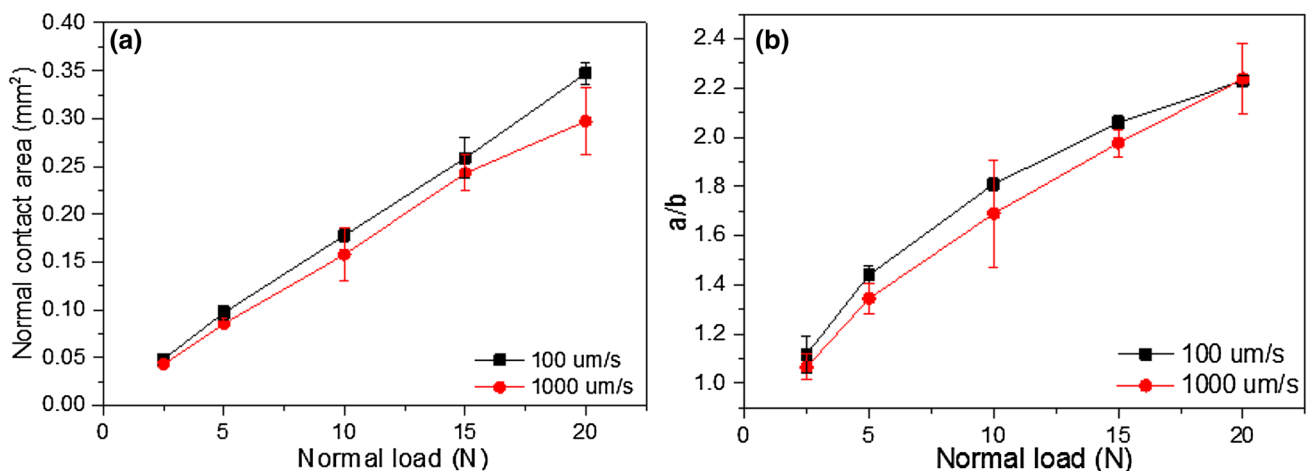 (a)
Normal contact area (mm²)
0.40
0.35
0.30
0.25
0.20
0.15
0.10
0.05
0.00
0 5 10 15 20
Normal load (N)
100 um/s
1000 um/s
(b)
a/b
2.4
2.2
2.0
1.8
1.6
1.4
1.2
1.0
0 5 10 15 20
Normal load (N)
100 um/s
1000 um/s